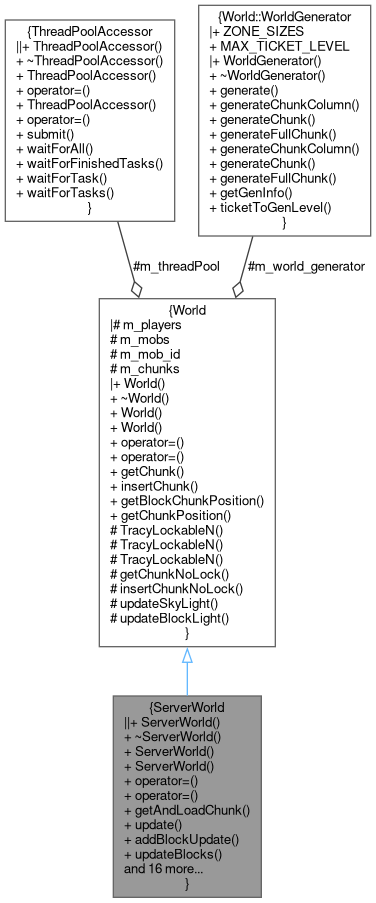 {ThreadPoolAccessor
||+ ThreadPoolAccessor()
+ ~ThreadPoolAccessor()
+ ThreadPoolAccessor()
+ operator=()
+ ThreadPoolAccessor()
+ operator=()
+ submit()
+ waitForAll()
+ waitForFinishedTasks()
+ waitForTask()
+ waitForTasks()
}
{World::WorldGenerator
|+ ZONE_SIZES
+ MAX_TICKET_LEVEL
|+ WorldGenerator()
+ ~WorldGenerator()
+ generate()
+ generateChunkColumn()
+ generateChunk()
+ generateFullChunk()
+ generateChunkColumn()
+ generateChunk()
+ generateFullChunk()
+ getGenInfo()
+ ticketToGenLevel()
}
#m_threadPool
#m_world_generator
{World
|# m_players
# m_mobs
# m_mob_id
# m_chunks
|+ World()
+ ~World()
+ World()
+ World()
+ operator=()
+ operator=()
+ getChunk()
+ insertChunk()
+ getBlockChunkPosition()
+ getChunkPosition()
# TracyLockableN()
# TracyLockableN()
# TracyLockableN()
# getChunkNoLock()
# insertChunkNoLock()
# updateSkyLight()
# updateBlockLight()
}
{ServerWorld
||+ ServerWorld()
+ ~ServerWorld()
+ ServerWorld()
+ ServerWorld()
+ operator=()
+ operator=()
+ getAndLoadChunk()
+ update()
+ addBlockUpdate()
+ updateBlocks()
and 16 more...
}